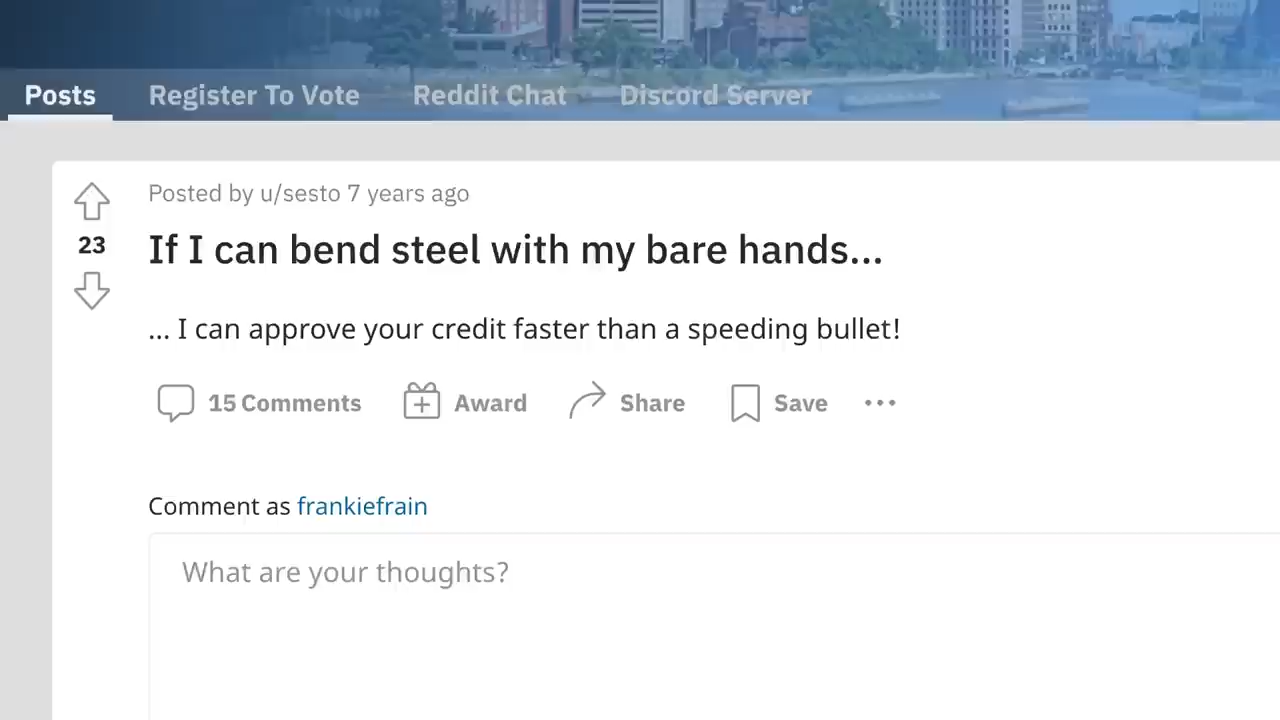 Posts Register To Vote Reddit Chat Discord Server
Posted by u/sesto 7 years ago
23
If I can bend steel with my bare hands...
... I can approve your credit faster than a speeding bullet!
15 Comments Award Share Save ...
Comment as frankiefrain
What are your thoughts?